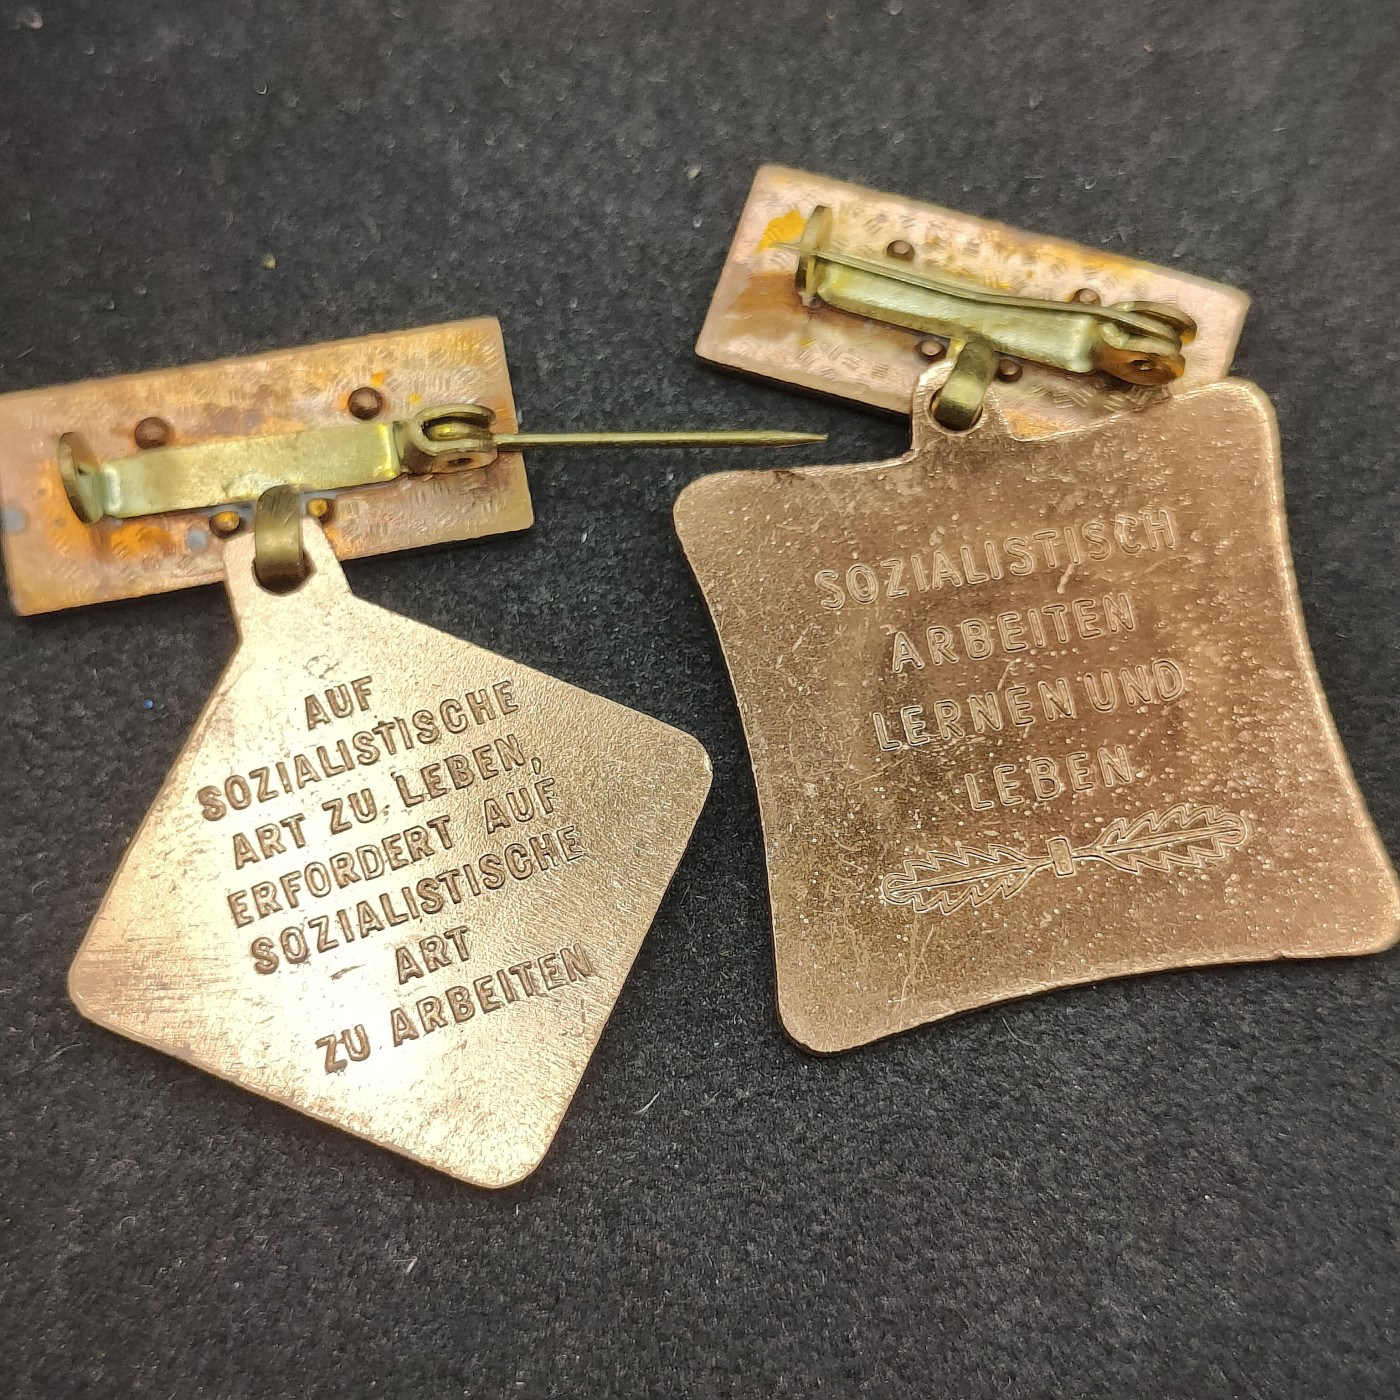 AUF
SOZIALISTISCHE
ART ZU LEBEN,
ERFORDERT AUF
SOZIALISTISCHE
ART
ZU ARBEITEN
SOZIALISTISCH
ARBEITEN
LERNEN UND
LEBEN